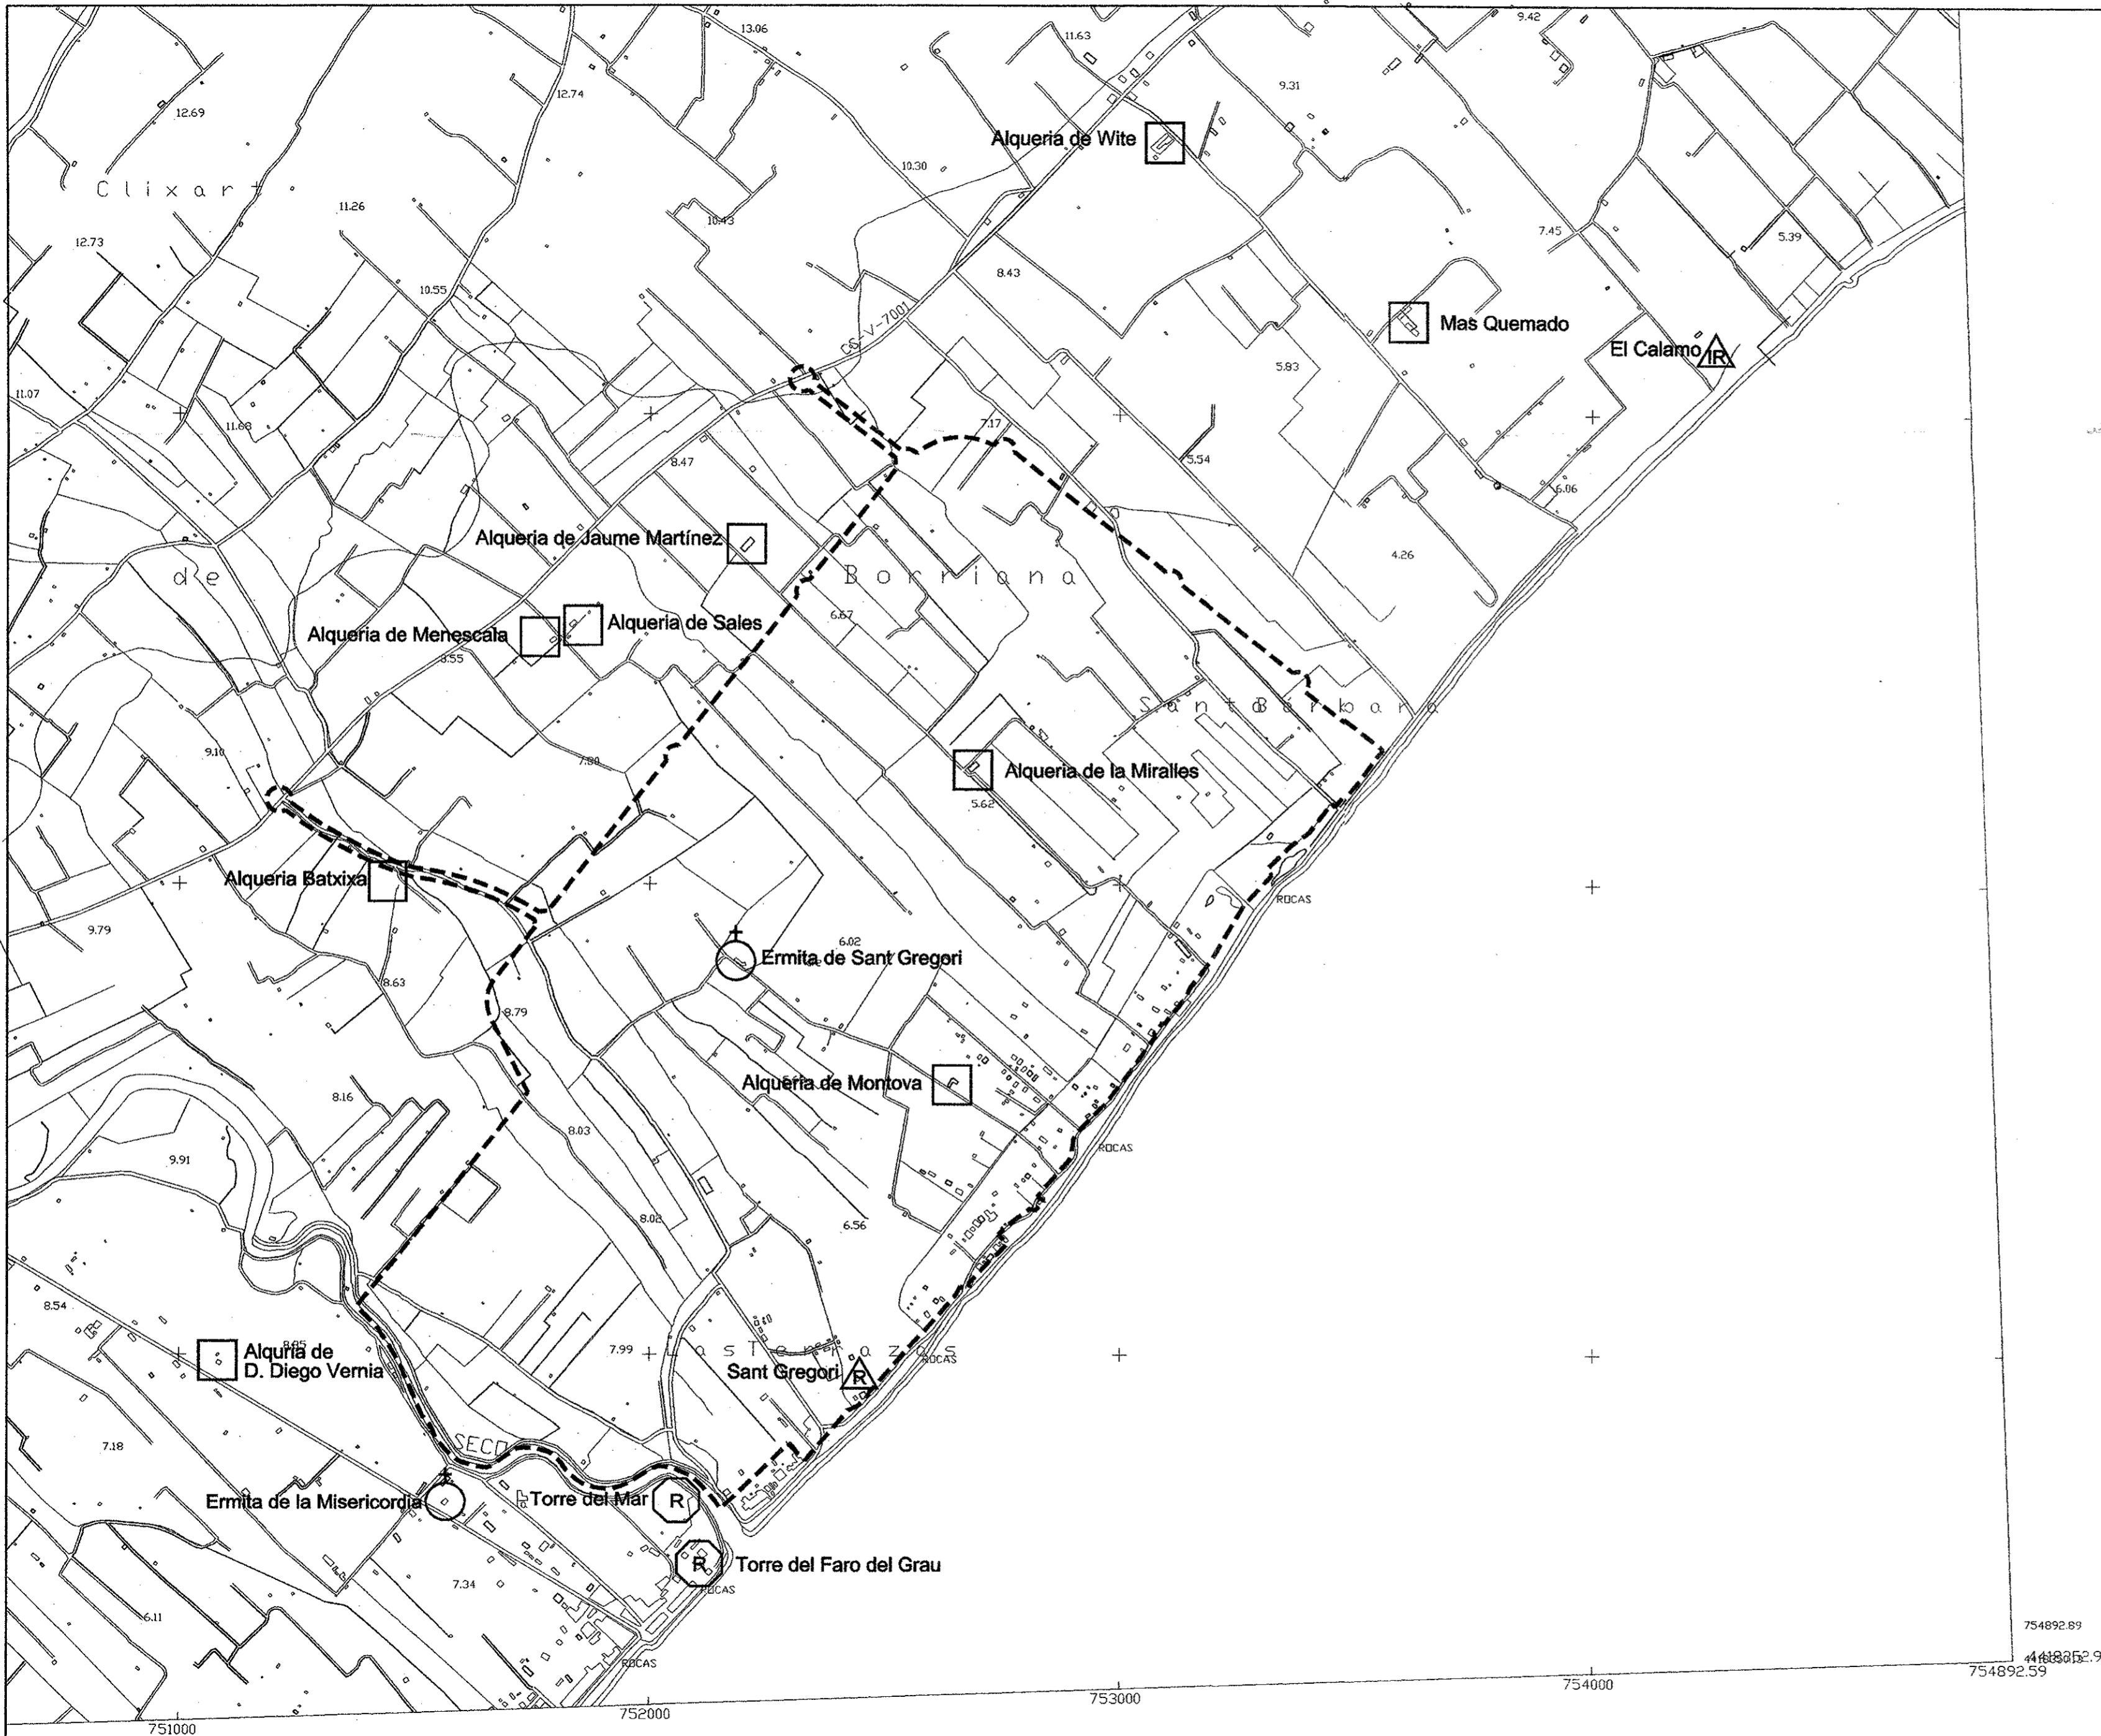 13.06
11.63
9.42
12.74
9.31
12.69
Alqueria de Wite
10.30
Clixart
11.26
10.43
7.45
5.39
12.73
8.43
10.55
CS-V-7001
Mas Quemado
El Calamo
IR
5.83
11.07
11.68
7.17
8.47
5.54
6.06
Alqueria de Jaume Martínez
4.26
de
Borriana
6.67
Alqueria de Sales
Alqueria de Menescala
8.55
Santa Bárbara
9.10
7.80
Alqueria de la Miralles
5.62
Alqueria Batxixa
ROCAS
9.79
6.02
Ermita de Sant Gregori
8.63
8.79
Alqueria de Montova
8.16
8.03
ROCAS
9.91
8.02
6.56
8.54
7.99
Las Terrazas
ROCAS
Alquria de
D. Diego Vernia
Sant Gregori
R
7.18
SECO
Ermita de la Misericordia
Torre del Mar
R
R
Torre del Faro del Grau
ROCAS
7.34
6.11
ROCAS
754892.89
754892.59
754000
753000
752000
751000